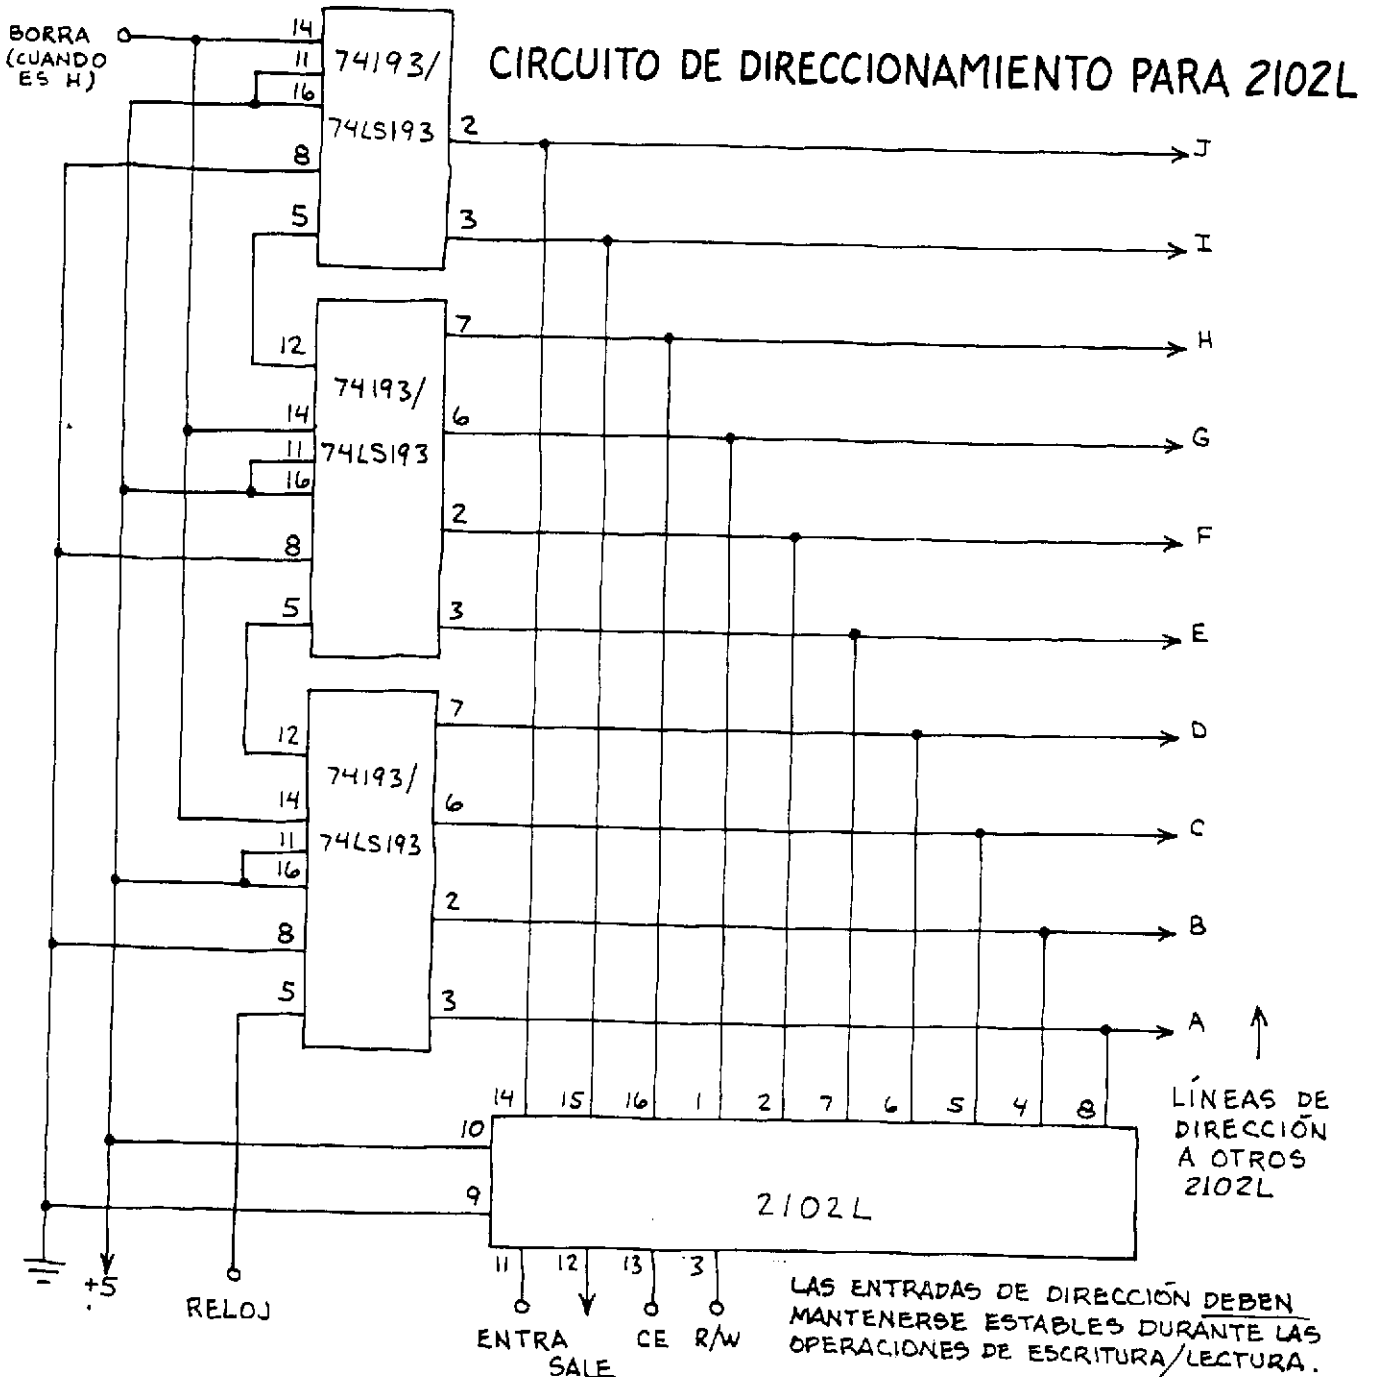 CIRCUITO DE DIRECCIONAMIENTO PARA 2102L
BORRA
(CUANDO
ES H)
14
11
16
8
5
74193/
74LS193
2
J
3
I
12
14
11
16
8
5
74193/
74LS193
7
H
6
G
2
F
3
E
12
14
11
16
8
5
74193/
74LS193
7
D
6
C
2
B
3
A
LÍNEAS DE
DIRECCIÓN
A OTROS
2102L
14 15 16 1 2 7 6 5 4 8
10
9
2102L
11 12 13 3
+5
RELOJ
ENTRA
SALE
CE
R/W
LAS ENTRADAS DE DIRECCIÓN DEBEN
MANTENERSE ESTABLES DURANTE LAS
OPERACIONES DE ESCRITURA/LECTURA.